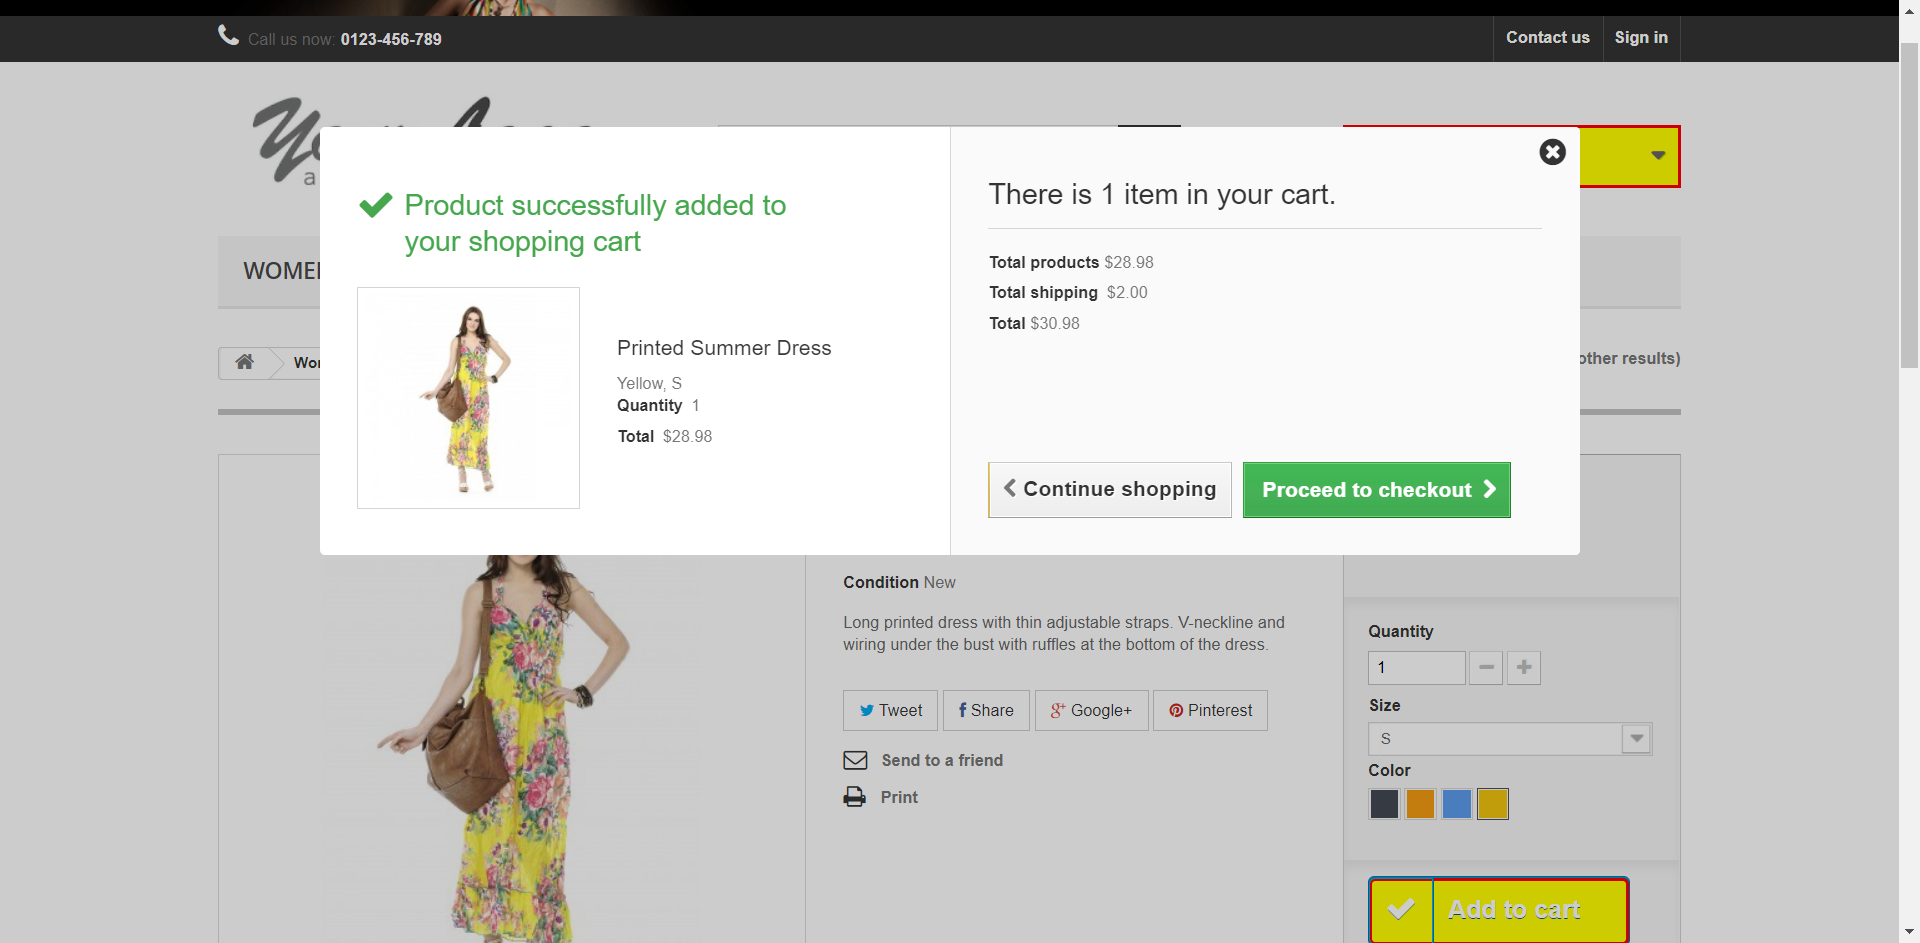 Call us now: 0123-456-789
Contact us
Sign in
Product successfully added to
your shopping cart
Printed Summer Dress
Yellow, S
Quantity 1
Total $28.98
There is 1 item in your cart.
Total products $28.98
Total shipping $2.00
Total $30.98
Continue shopping
Proceed to checkout
other results)
Condition New
Long printed dress with thin adjustable straps. V-neckline and
wiring under the bust with ruffles at the bottom of the dress.
Tweet
Share
Google+
Pinterest
Send to a friend
Print
Quantity
1
Size
S
Color
Add to cart